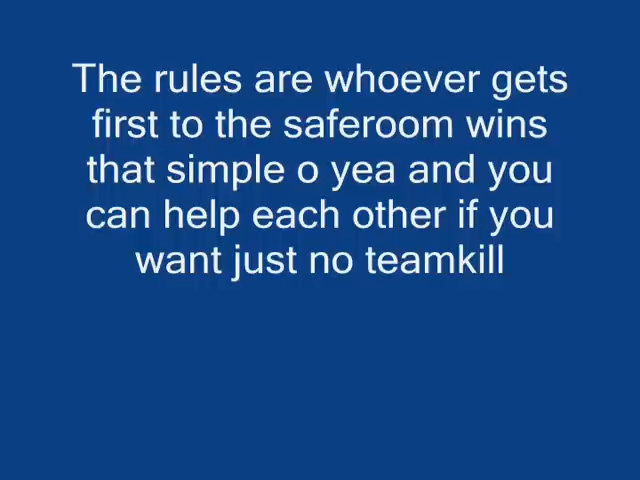 The rules are whoever gets
first to the saferoom wins
that simple o yea and you
can help each other if you
want just no teamkill